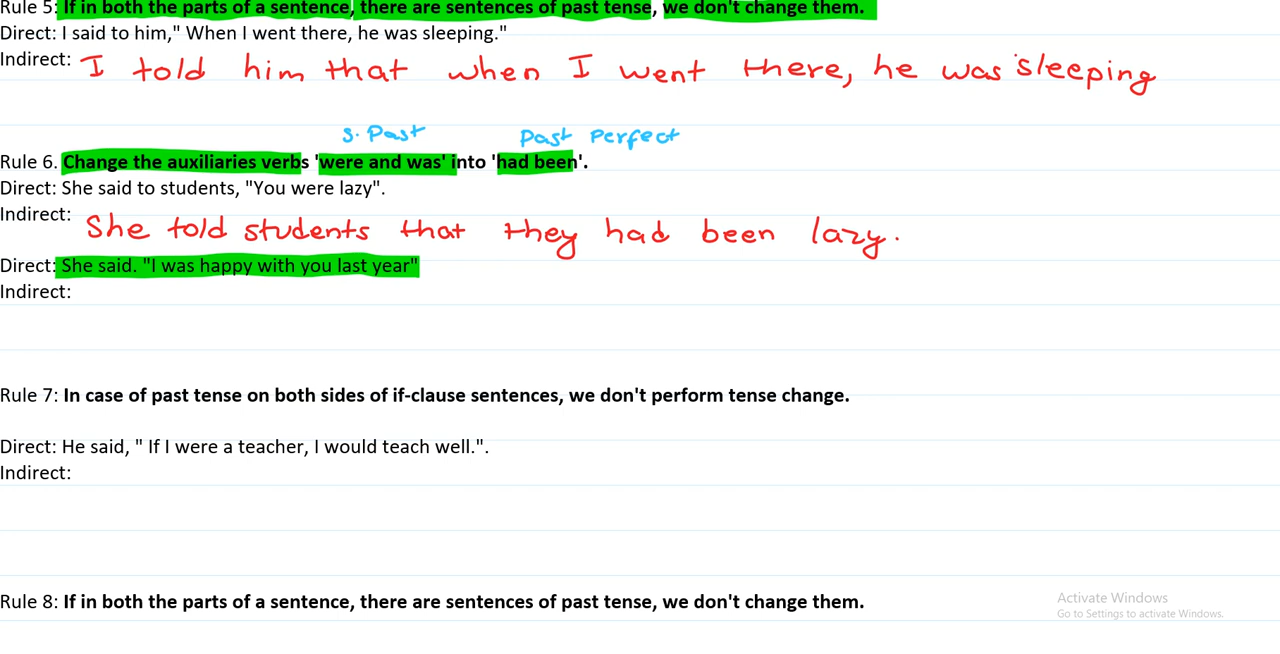 Rule 5: If in both the parts of a sentence, there are sentences of past tense, we don't change them.
Direct: I said to him," When I went there, he was sleeping."
Indirect: I told him that when I went there, he was sleeping
S. Past Past Perfect
Rule 6. Change the auxiliaries verbs 'were and was' into 'had been'.
Direct: She said to students, "You were lazy".
Indirect: She told students that they had been lazy.
Direct: She said. "I was happy with you last year"
Indirect:
Rule 7: In case of past tense on both sides of if-clause sentences, we don't perform tense change.
Direct: He said, " If I were a teacher, I would teach well.".
Indirect:
Rule 8: If in both the parts of a sentence, there are sentences of past tense, we don't change them.
Activate Windows
Go to Settings to activate Windows.